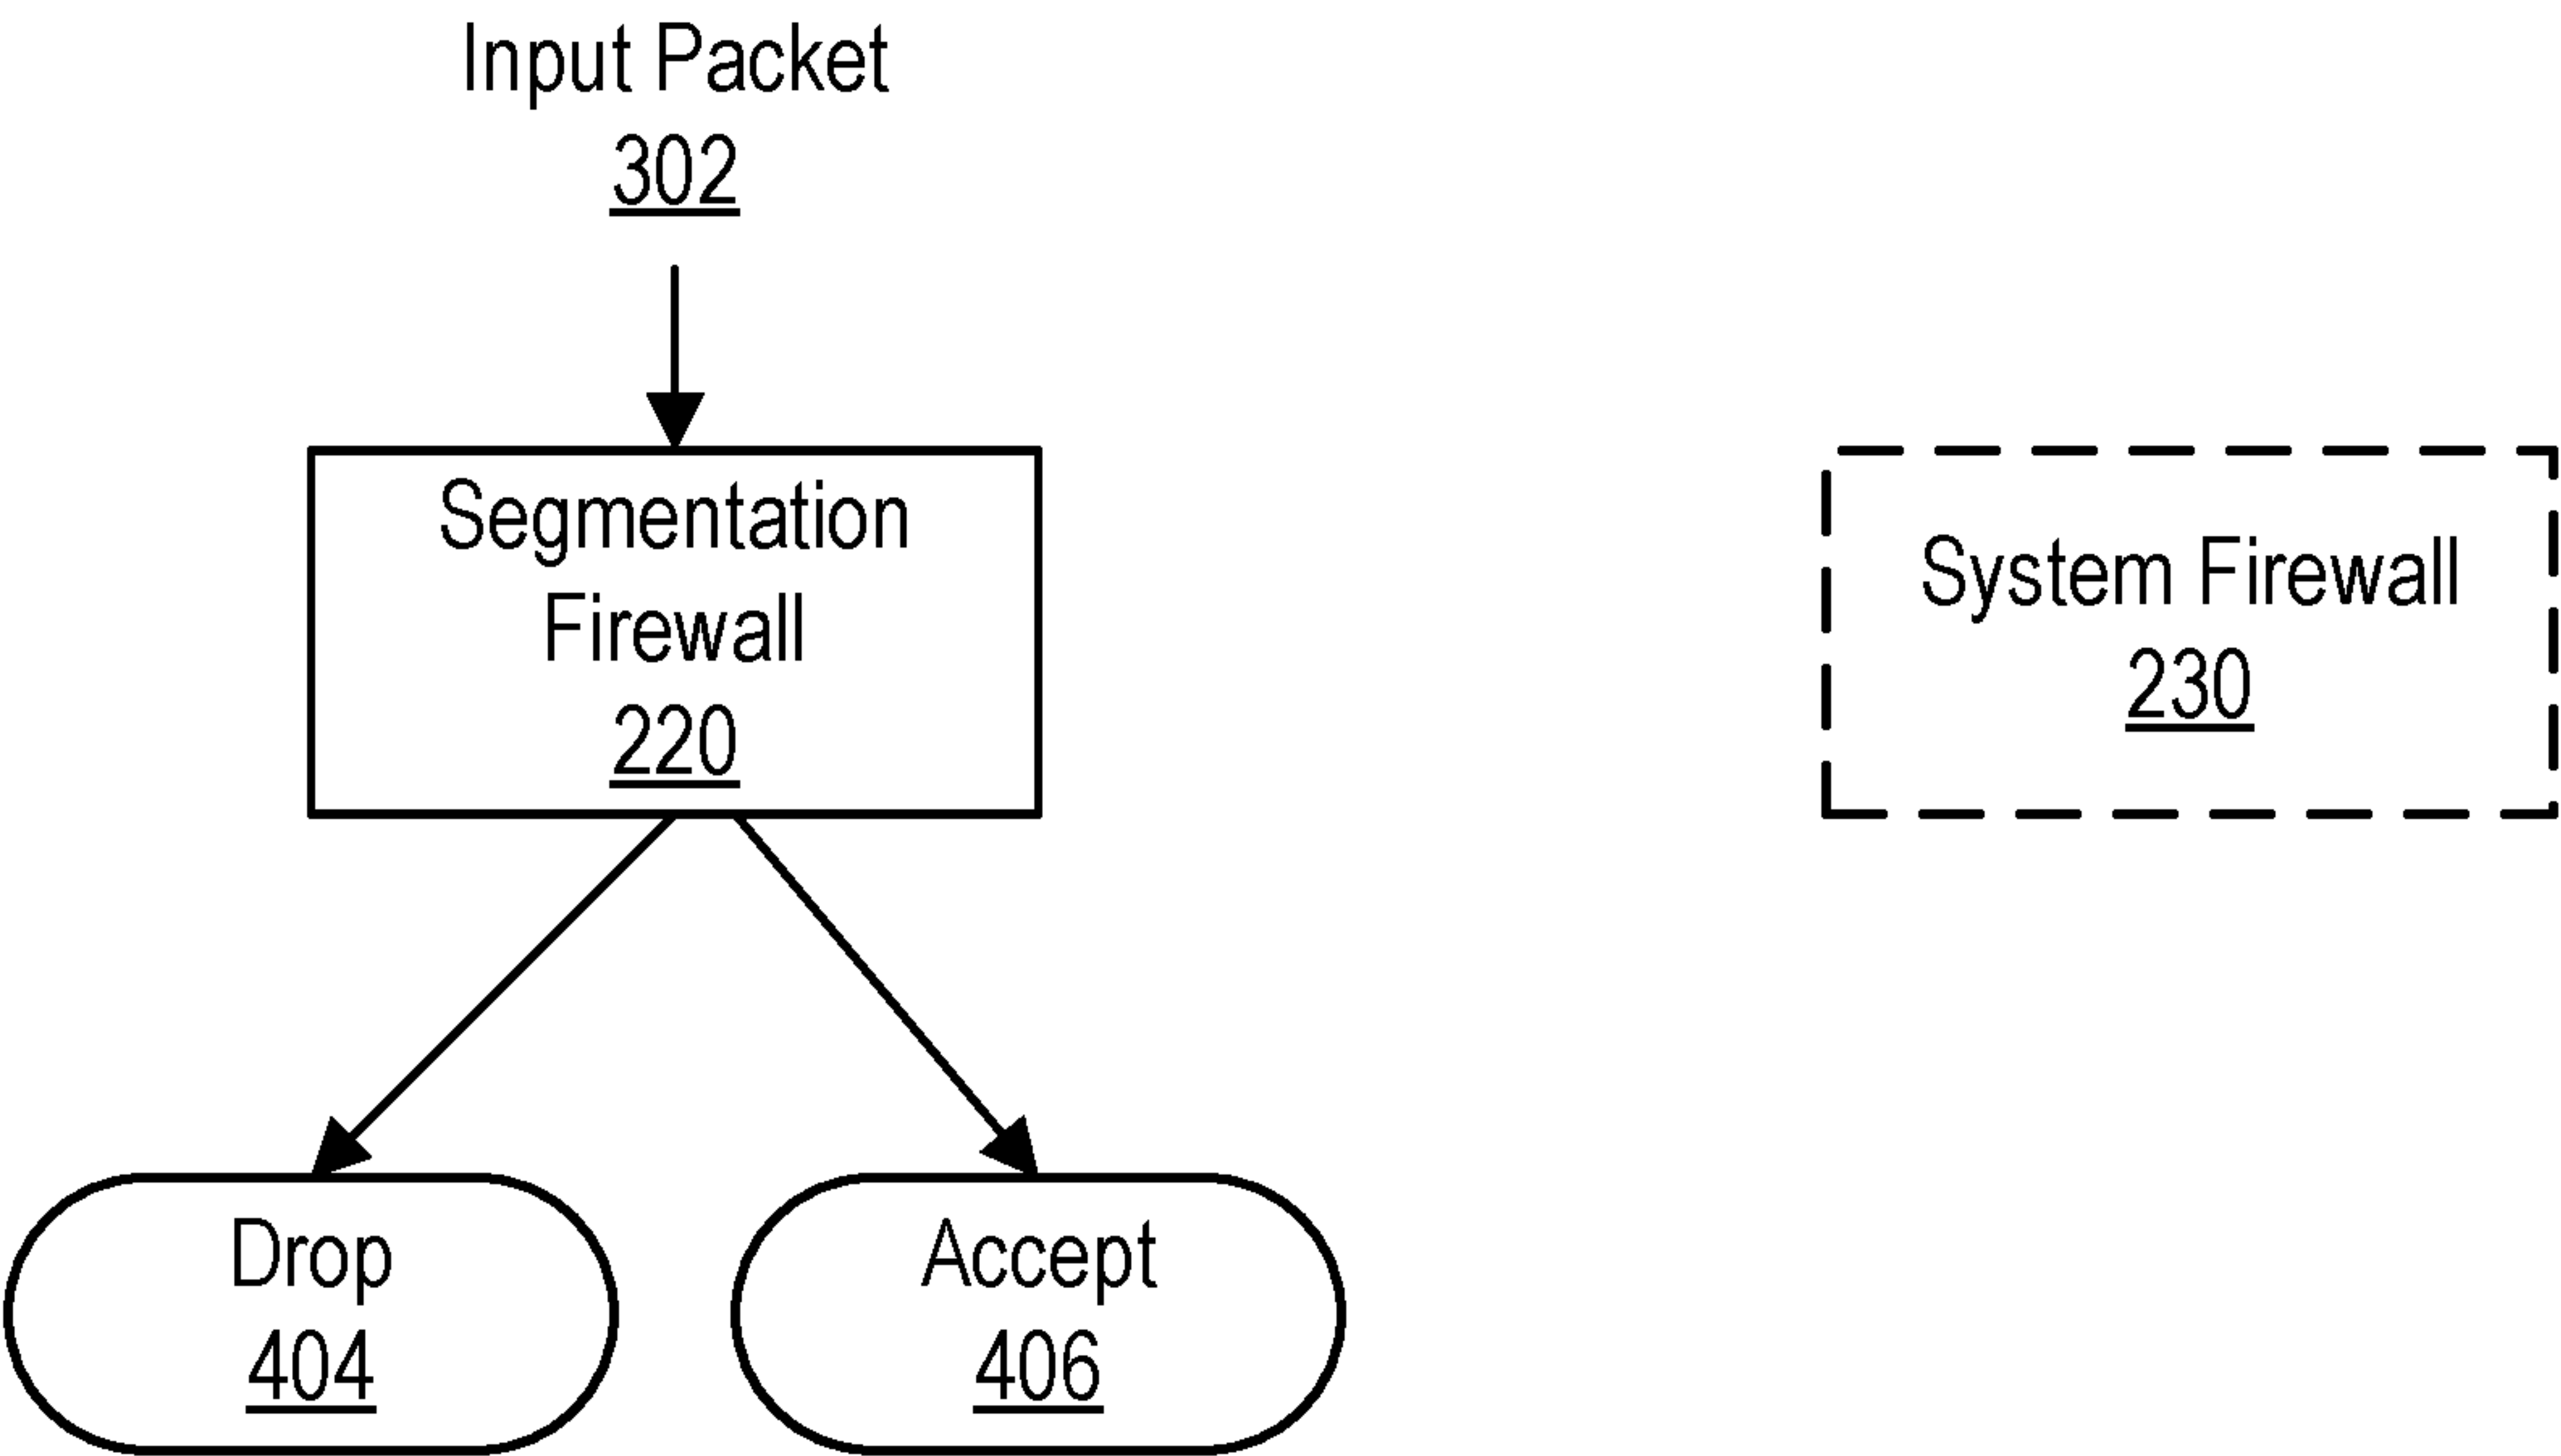 Input Packet
302
Segmentation
Firewall
220
System Firewall
230
Drop
404
Accept
406